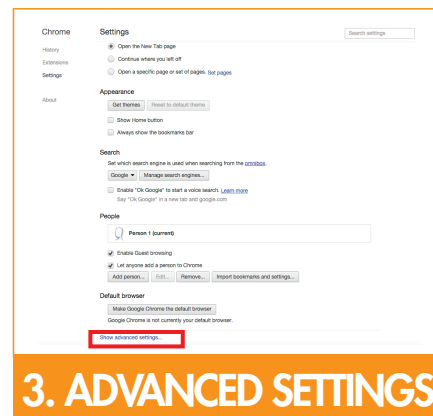 Chrome
Settings
Search settings
History
Extensions
Settings
About
Open the New Tab page
Continue where you left off
Open a specific page or set of pages. Set pages
Appearance
Get themes Reset to default theme
Show Home button
Always show the bookmarks bar
Search
Set which search engine is used when searching from the omnibox.
Google Manage search engines...
Enable "Ok Google" to start a voice search. Learn more
Say "Ok Google" in a new tab and google.com
People
Person 1 (current)
Enable Guest browsing
Let anyone add a person to Chrome
Add person... Edit... Remove... Import bookmarks and settings...
Default browser
Make Google Chrome the default browser
Google Chrome is not currently your default browser.
Show advanced settings...
3. ADVANCED SETTINGS